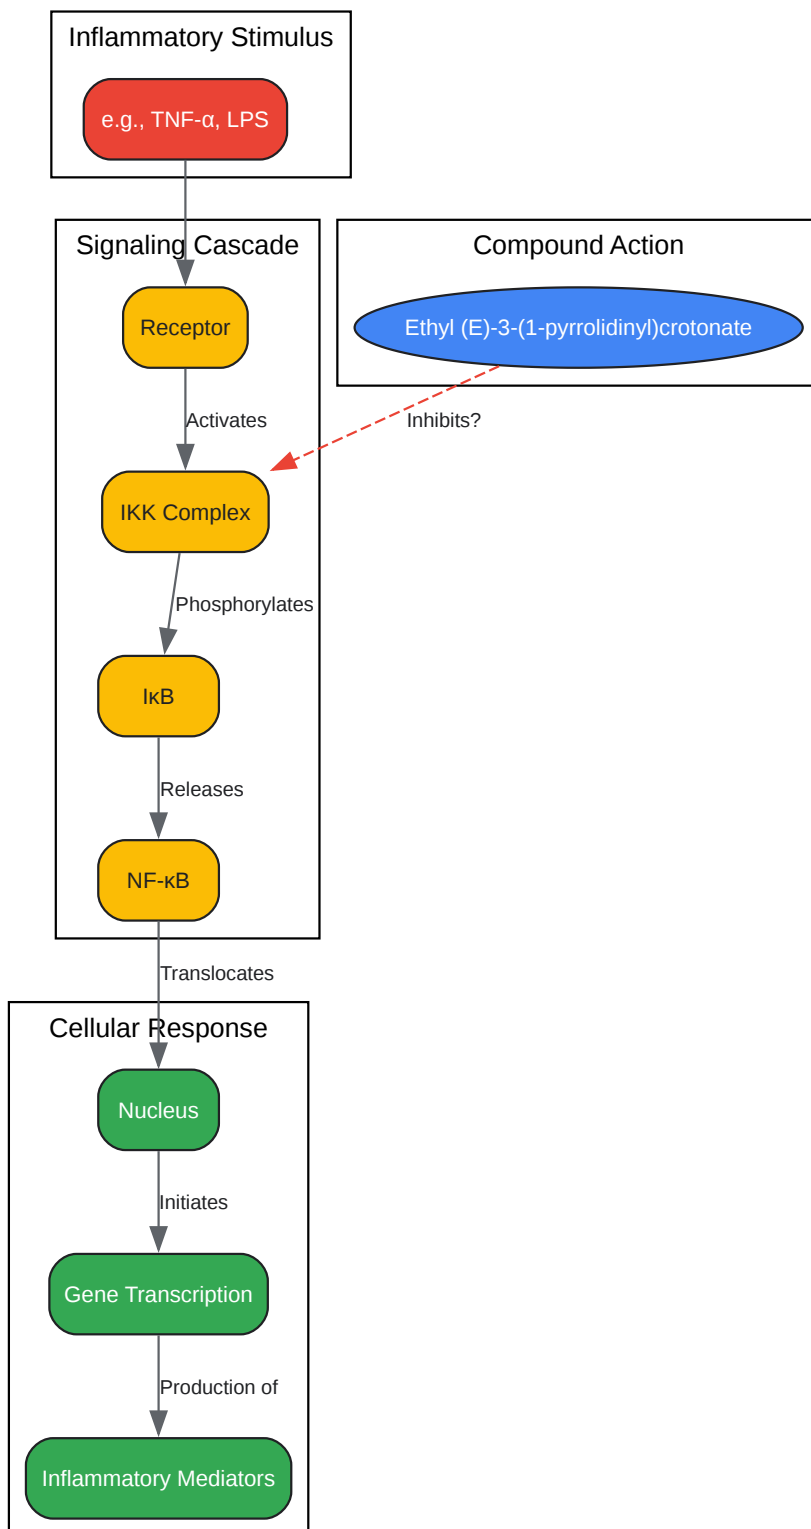 Inflammatory Stimulus
e.g., TNF-α, LPS
Signaling Cascade
Compound Action
Receptor
Ethyl (E)-3-(1-pyrrolidinyl)crotonate
Activates
Inhibits?
IKK Complex
Phosphorylates
IκB
Releases
NF-κB
Translocates
Cellular Response
Nucleus
Initiates
Gene Transcription
Production of
Inflammatory Mediators